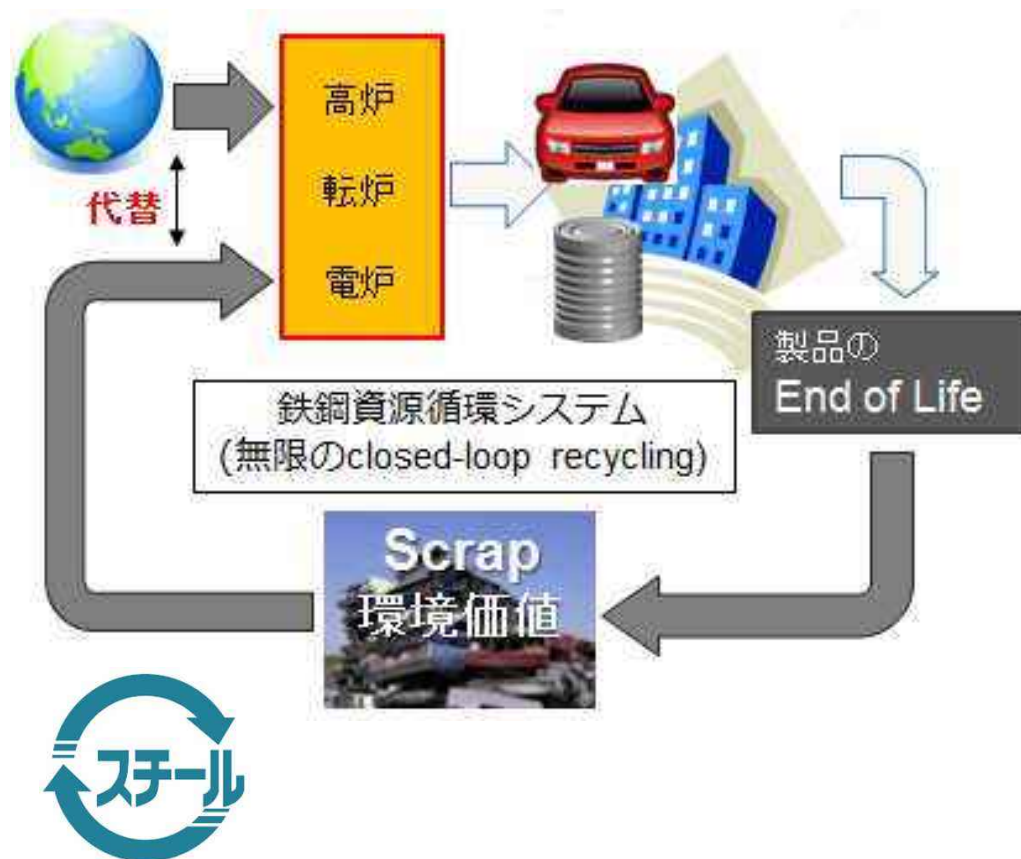 高炉
転炉
電炉
代替
製品の
End of Life
鉄鋼資源循環システム
(無限のclosed-loop recycling)
Scrap
環境価値
スチール